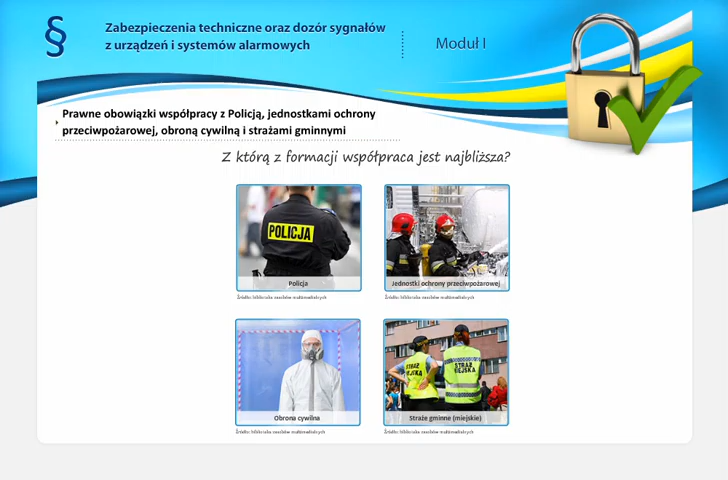 §
Zabezpieczenia techniczne oraz dozór sygnałów
z urządzeń i systemów alarmowych
Moduł I
Prawne obowiązki współpracy z Policją, jednostkami ochrony
przeciwpożarowej, obroną cywilną i strażami gminnymi
Z którą z formacji współpraca jest najbliższa?
POLICJA
Policja
Jednostki ochrony przeciwpożarowej
Źródło: biblioteka zasobów multimedialnych
Źródło: biblioteka zasobów multimedialnych
STRAŻ
MIEJSKA
STRAŻ
MIEJSKA
Obrona cywilna
Straże gminne (miejskie)
Źródło: biblioteka zasobów multimedialnych
Źródło: biblioteka zasobów multimedialnych